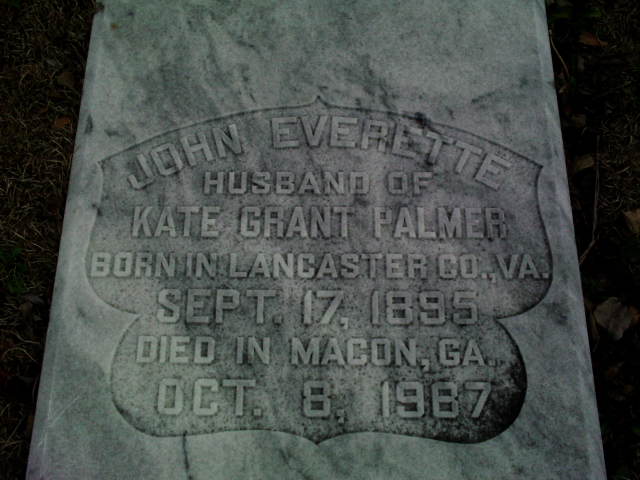 JOHN EVERETTE
HUSBAND OF
KATE GRANT PALMER
BORN IN LANCASTER CO., VA.
SEPT. 17, 1895
DIED IN MACON, GA.
OCT. 8, 1967